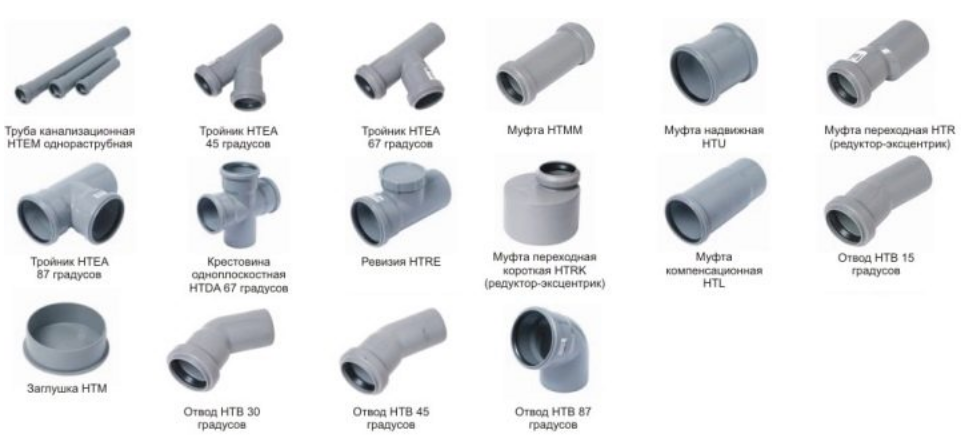 Труба канализационная
НТЕМ однораструбная
Тройник НТЕА
45 градусов
Тройник НТЕА
67 градусов
Муфта НТММ
Муфта надвижная
HTU
Муфта переходная HTR
(редуктор-эксцентрик)
Тройник НТЕА
87 градусов
Крестовина
одноплоскостная
HTDA 67 градусов
Ревизия HTRE
Муфта переходная
короткая HTRK
(редуктор-эксцентрик)
Муфта
компенсационная
HTL
Отвод НТВ 15
градусов
Заглушка НТМ
Отвод НТВ 30
градусов
Отвод НТВ 45
градусов
Отвод НТВ 87
градусов